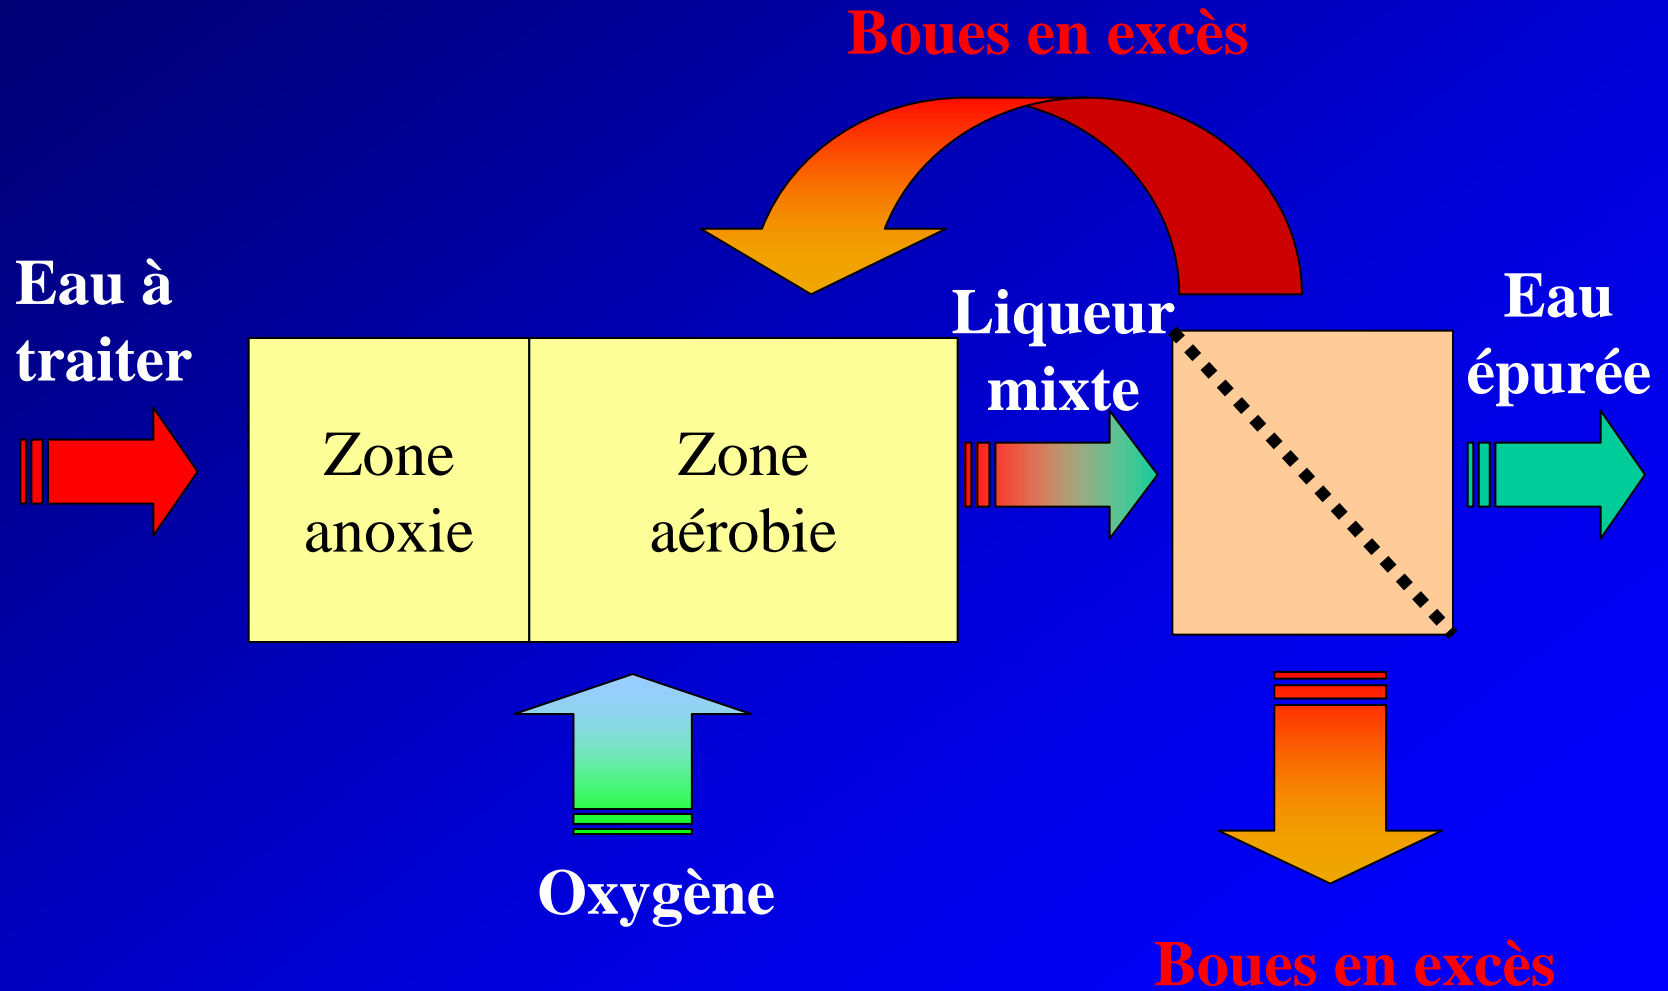 Boues en excès
Eau à
traiter
Zone
anoxie
Zone
aérobie
Liqueur
mixte
Eau
épurée
Oxygène
Boues en excès